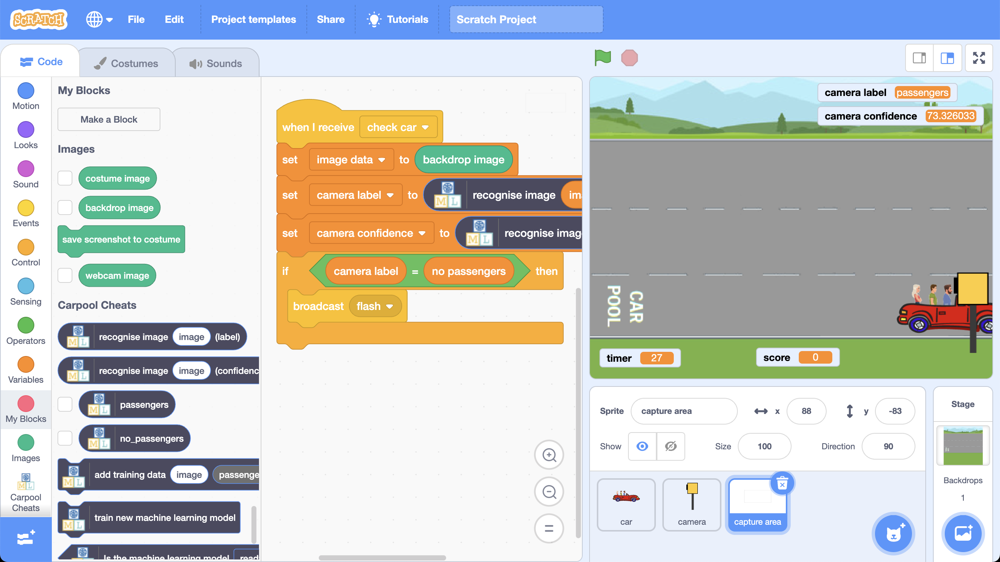 SCRATCH
File
Edit
Project templates
Share
Tutorials
Scratch Project
Code
Costumes
Sounds
Motion
Looks
Sound
Events
Control
Sensing
Operators
Variables
My Blocks
Images
Carpool
Cheats
My Blocks
Make a Block
Images
costume image
backdrop image
save screenshot to costume
webcam image
Carpool Cheats
M L recognise image image (label)
M L recognise image image (confidenc
M L passengers
M L no_passengers
M L add training data image passenge
M L train new machine learning model
Is the machine learning model read
when I receive check car
set image data to backdrop image
set camera label to M L recognise image ima
set camera confidence to M L recognise imag
if camera label = no passengers then
broadcast flash
camera label passengers
camera confidence 73.326033
CAR
POOL
timer 27
score 0
Sprite capture area x 88 y -83
Show Size 100 Direction 90
car
camera
capture area
Stage
Backdrops
1